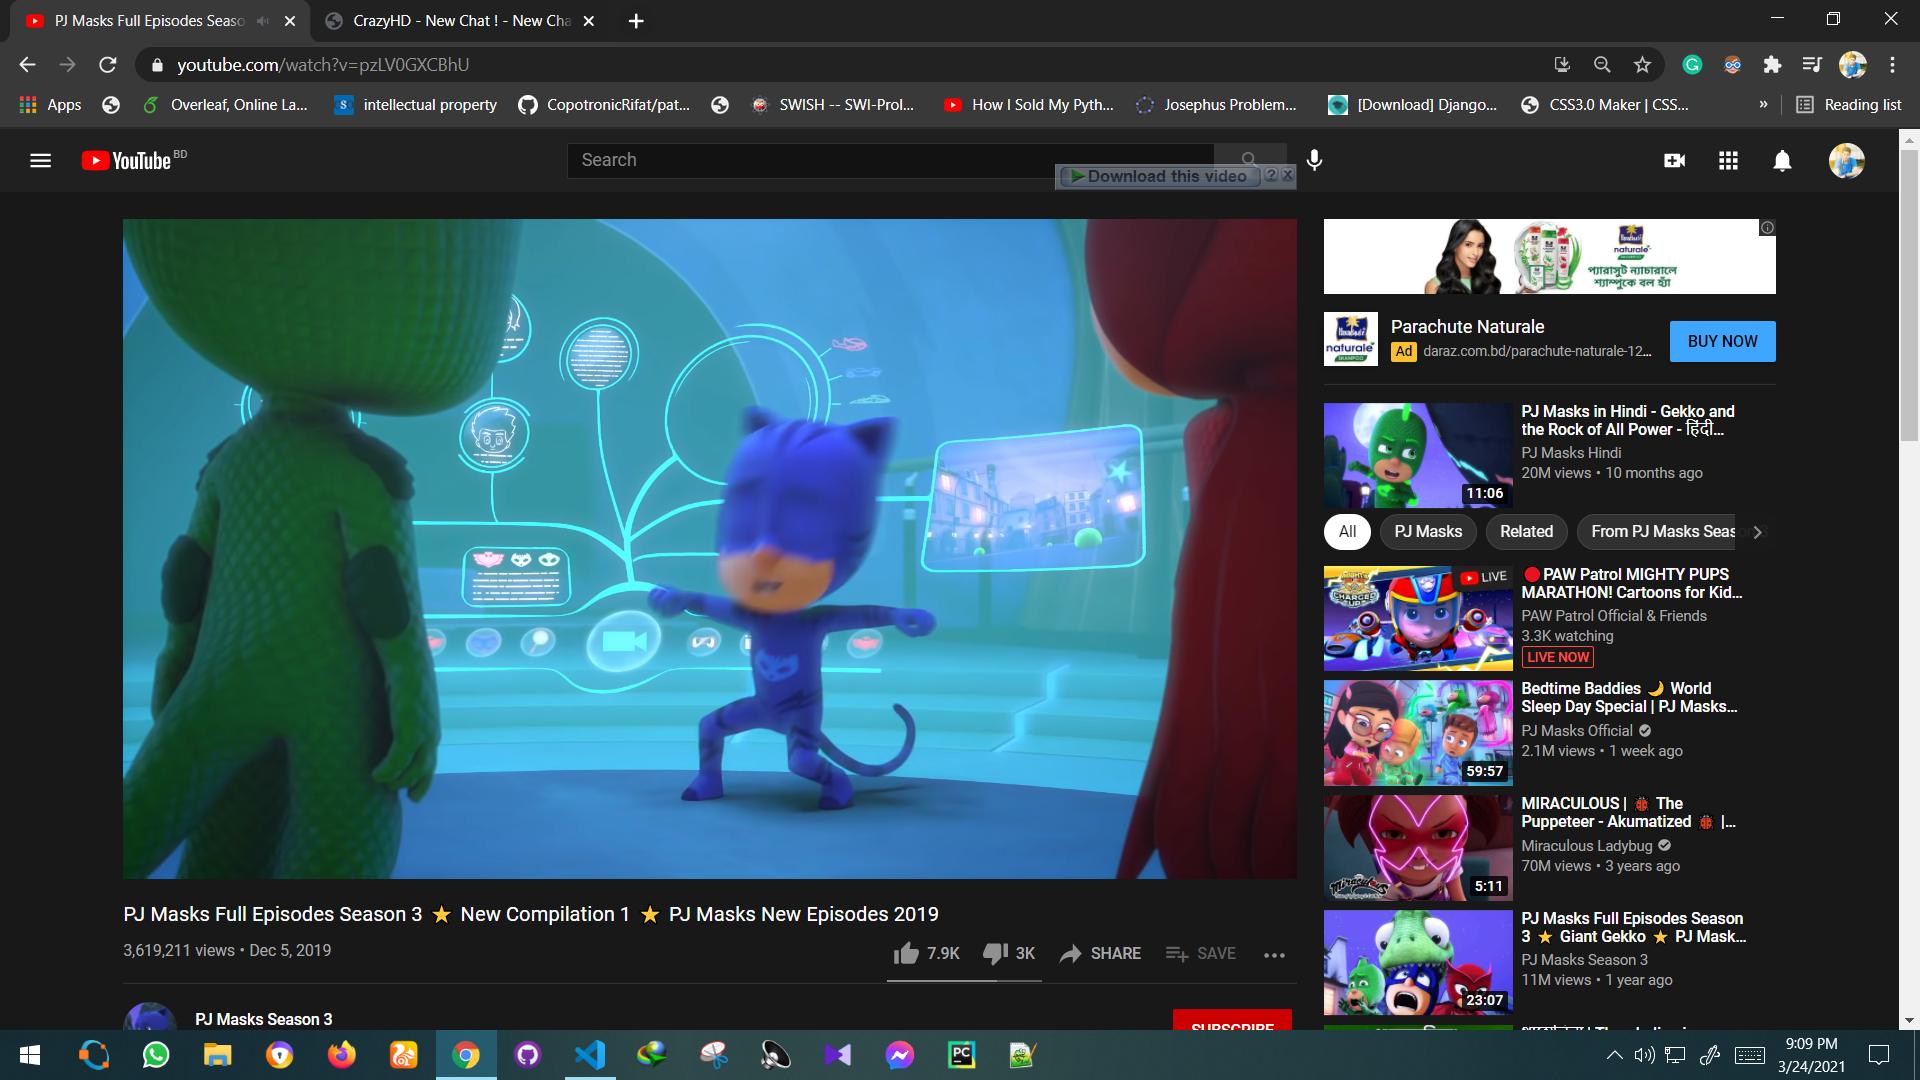 PJ Masks Full Episodes Seaso
CrazyHD - New Chat ! - New Cha
youtube.com/watch?v=pzLV0GXCBhU
Apps
Overleaf, Online La...
intellectual property
CopotronicRifat/pat...
SWISH -- SWI-Prol...
How I Sold My Pyth...
Josephus Problem...
[Download] Django...
CSS3.0 Maker | CSS...
»
Reading list
YouTube BD
Search
Download this video
naturale
প্যারাসুট ন্যাচারালে
শ্যাম্পুকে বল হ্যাঁ
naturale
SHAMPOO
Parachute Naturale
Ad daraz.com.bd/parachute-naturale-12...
BUY NOW
PJ Masks in Hindi - Gekko and
the Rock of All Power - हिंदी...
PJ Masks Hindi
20M views • 10 months ago
11:06
All
PJ Masks
Related
From PJ Masks Seas
LIVE
CHARGED UP
PAW Patrol MIGHTY PUPS
MARATHON! Cartoons for Kid...
PAW Patrol Official & Friends
3.3K watching
LIVE NOW
Bedtime Baddies 🌙 World
Sleep Day Special | PJ Masks...
PJ Masks Official
2.1M views • 1 week ago
59:57
MIRACULOUS | 🐞 The
Puppeteer - Akumatized 🐞 |...
Miraculous Ladybug
70M views • 3 years ago
Miraculous
5:11
PJ Masks Full Episodes Season
3 ⭐ Giant Gekko ⭐ PJ Mask...
PJ Masks Season 3
11M views • 1 year ago
23:07
PJ Masks Full Episodes Season 3 ⭐ New Compilation 1 ⭐ PJ Masks New Episodes 2019
3,619,211 views • Dec 5, 2019
7.9K
3K
SHARE
SAVE
PJ Masks Season 3
SUBSCRIBE
PC
9:09 PM
3/24/2021